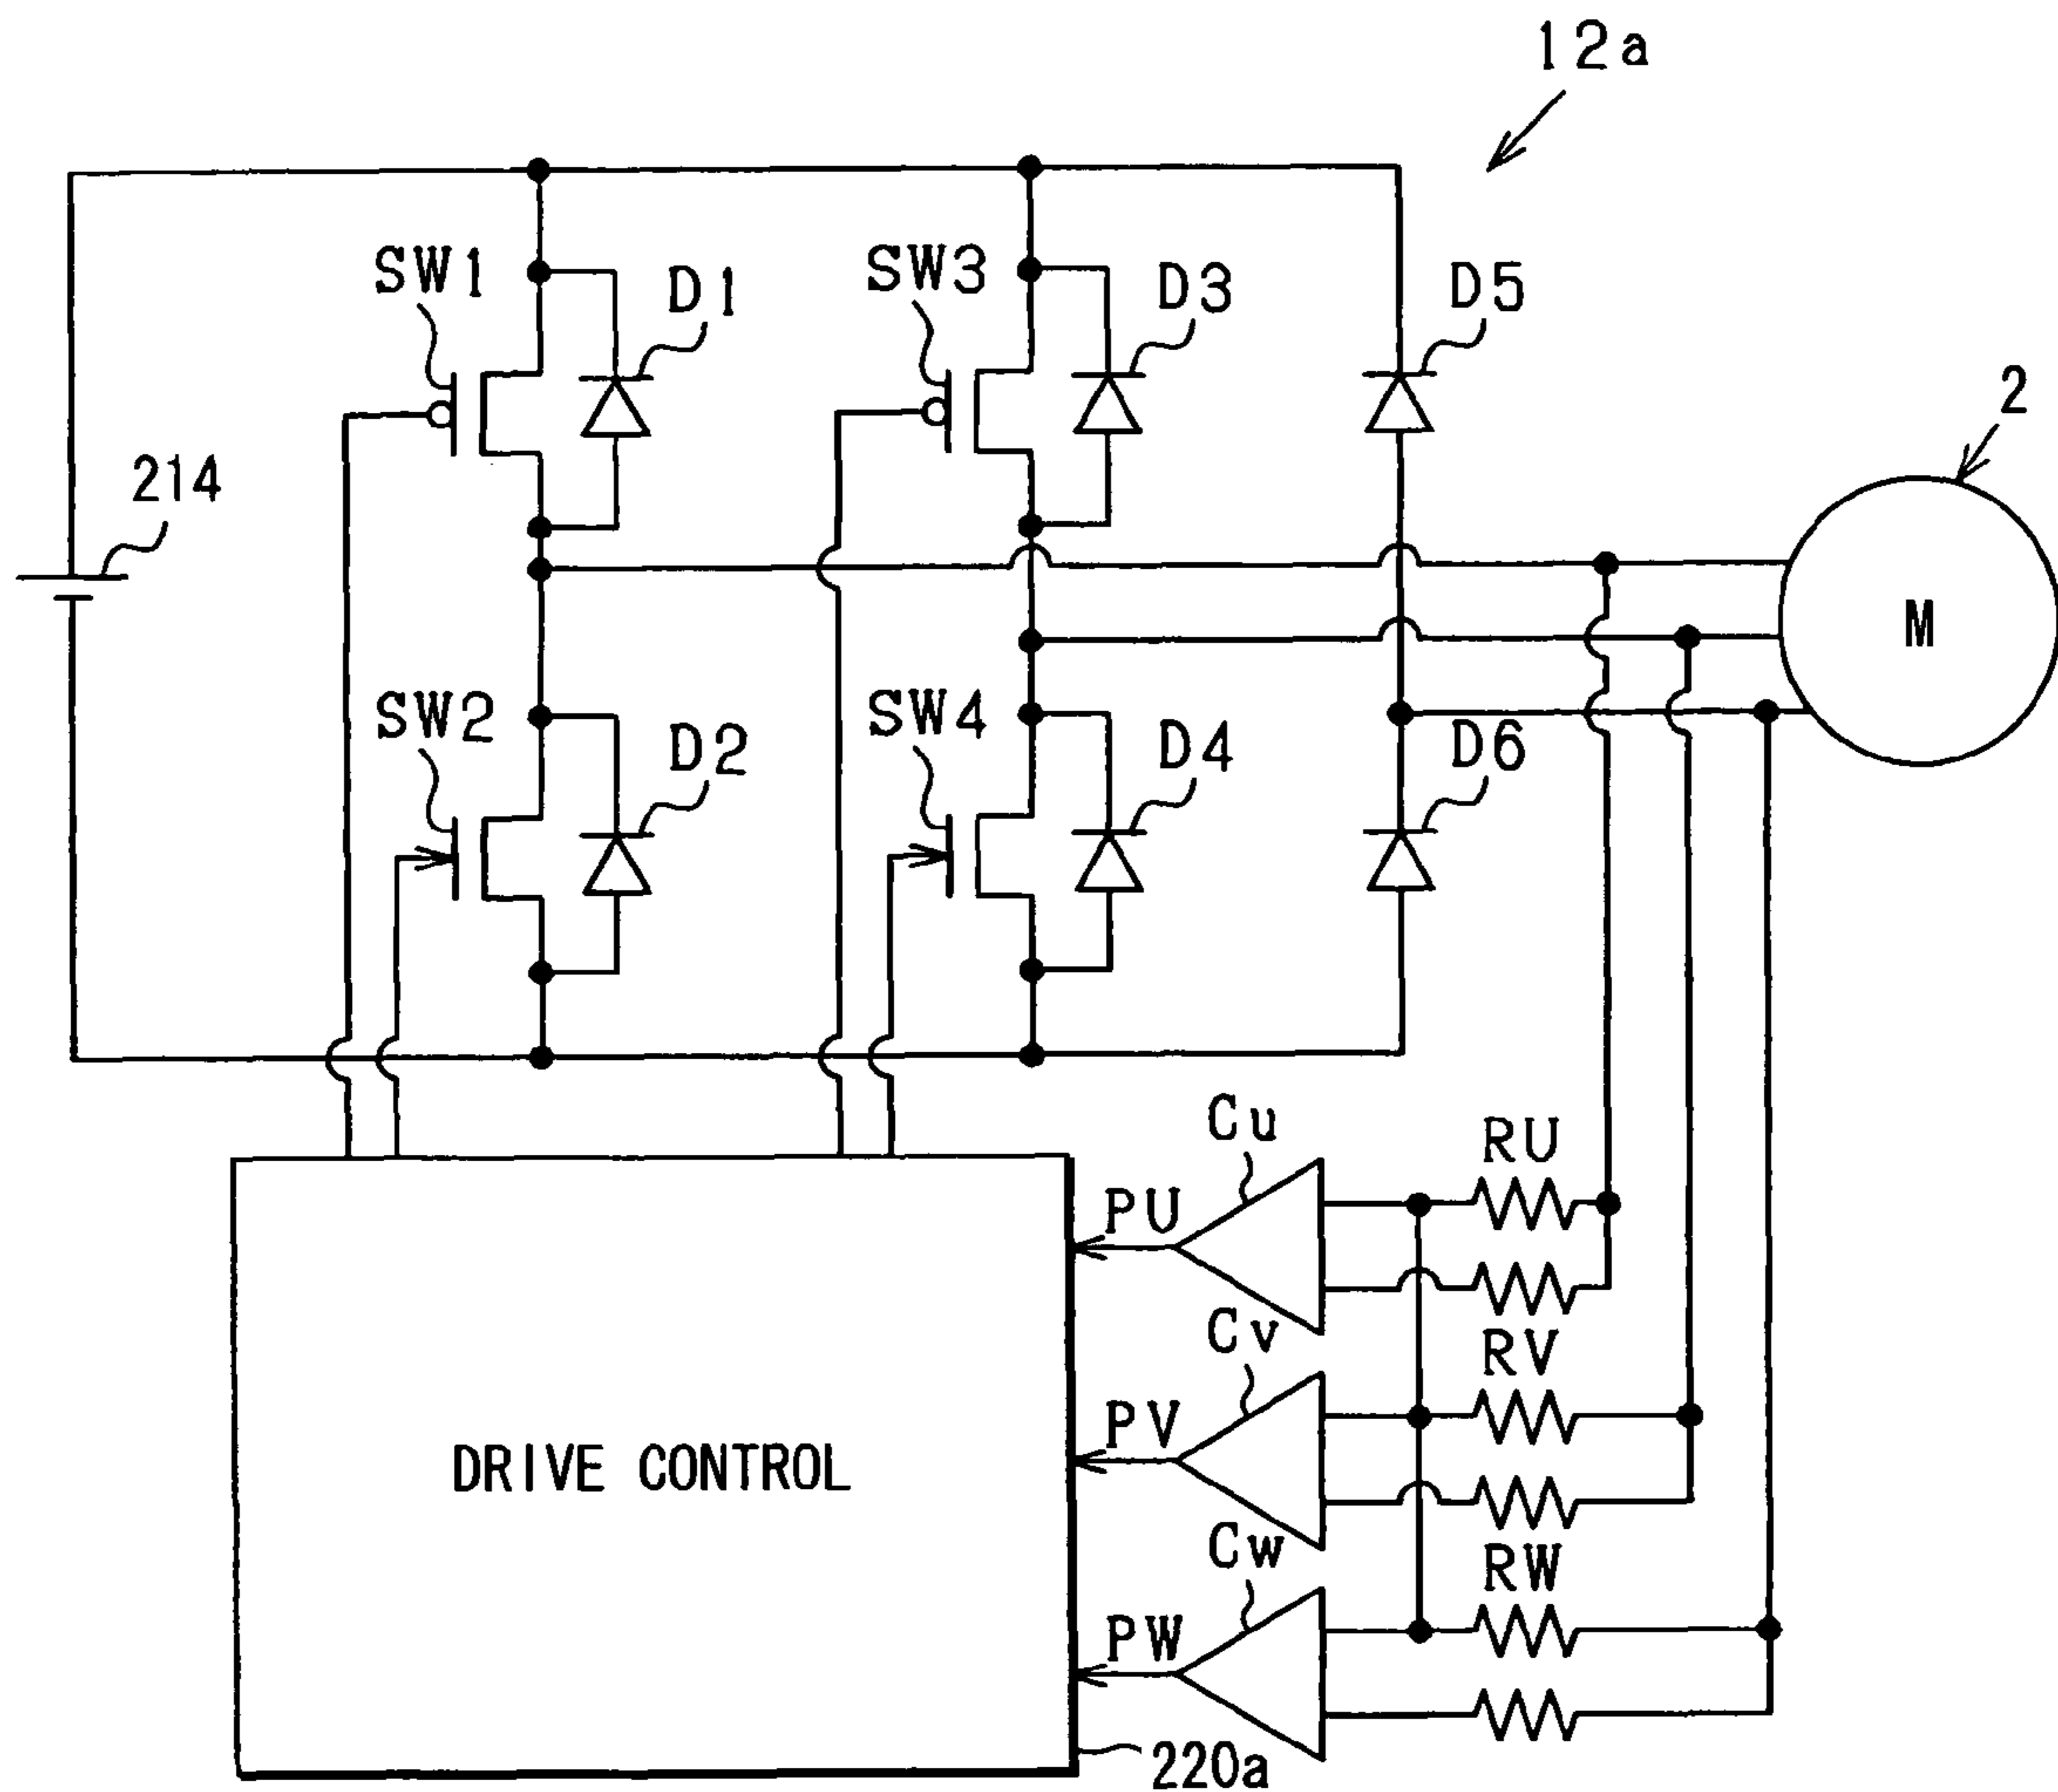 12a
SW1
D1
SW3
D3
D5
2
214
M
SW2
D2
SW4
D4
D6
Cu
RU
PU
Cv
RV
PV
DRIVE CONTROL
Cw
RW
PW
220a